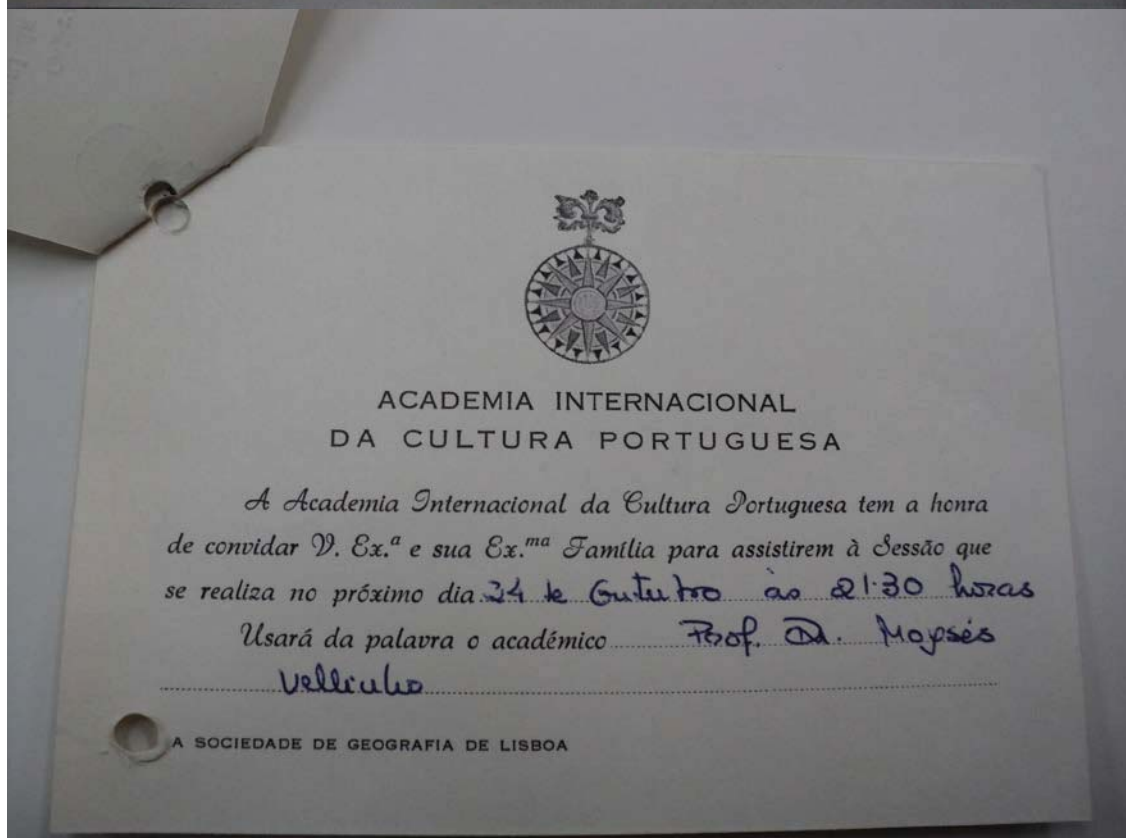 ACADEMIA INTERNACIONAL
DA CULTURA PORTUGUESA
A Academia Internacional da Cultura Portuguesa tem a honra
de convidar V. Ex.ª e sua Ex.ᵐᵃ Família para assistirem à Sessão que
se realiza no próximo dia 24 de Outubro às 21·30 horas
Usará da palavra o académico Prof. Dr. Moysés
Vellinho
A SOCIEDADE DE GEOGRAFIA DE LISBOA